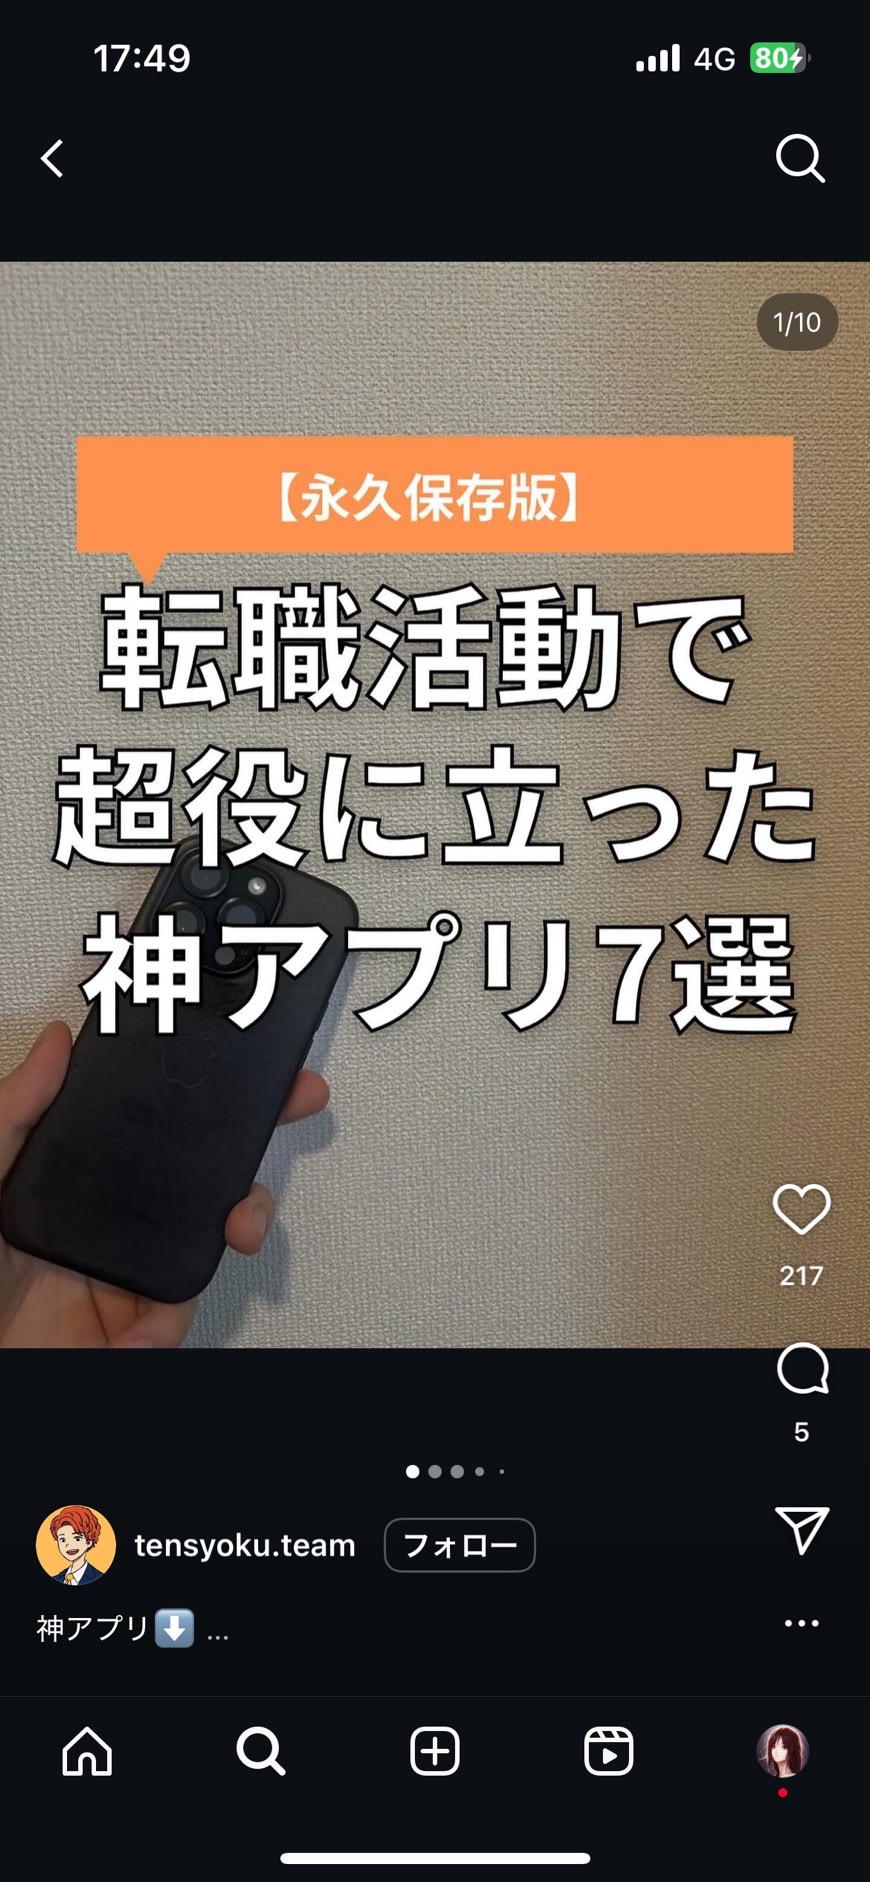 17:49
4G
80
1/10
【永久保存版】
転職活動で
超役に立った
神アプリ7選
217
5
tensyoku.team
フォロー
神アプリ⬇️ ...